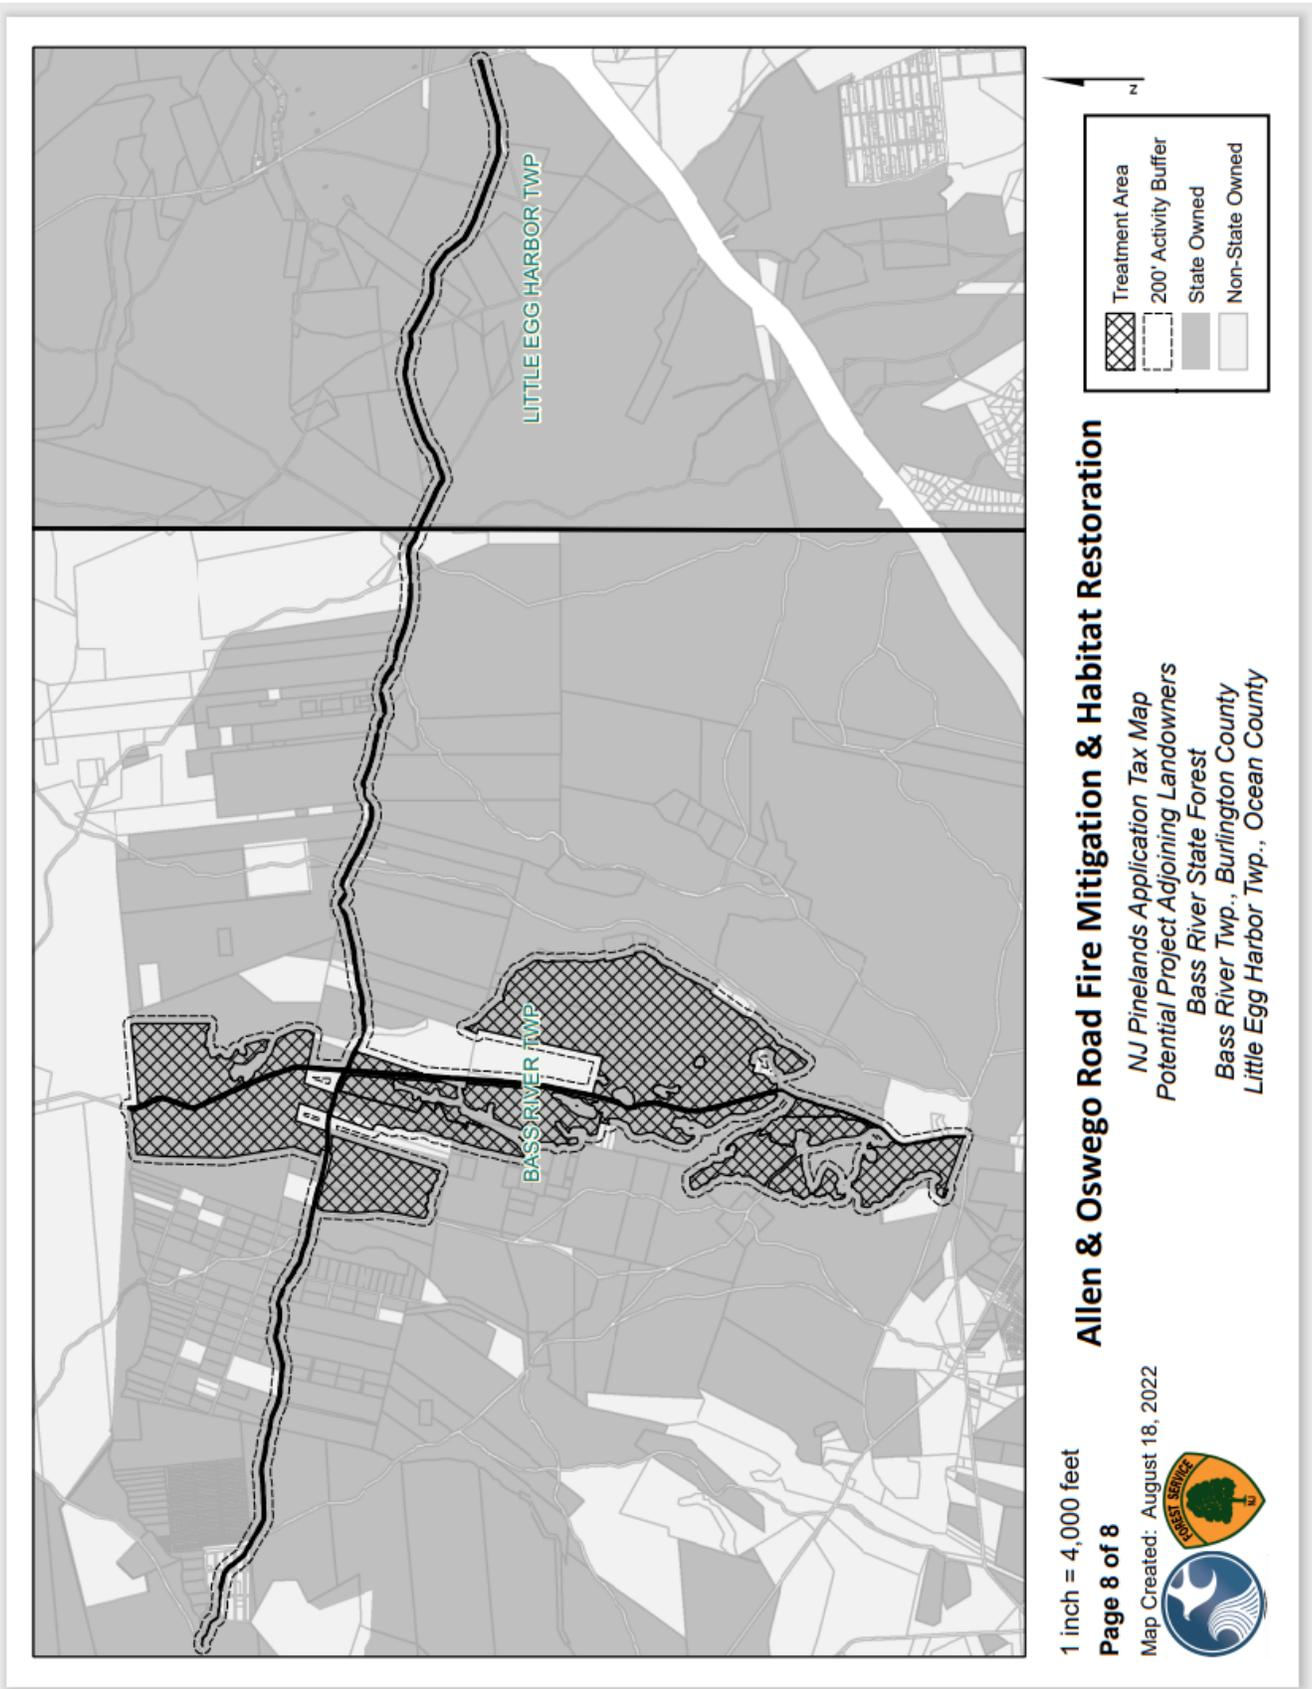 LITTLE EGG HARBOR TWP
BASS RIVER TWP
1 inch = 4,000 feet
Page 8 of 8
Map Created: August 18, 2022
FOREST SERVICE
NJ
Allen & Oswego Road Fire Mitigation & Habitat Restoration
NJ Pinelands Application Tax Map
Potential Project Adjoining Landowners
Bass River State Forest
Bass River Twp., Burlington County
Little Egg Harbor Twp., Ocean County
Treatment Area
200' Activity Buffer
State Owned
Non-State Owned
N